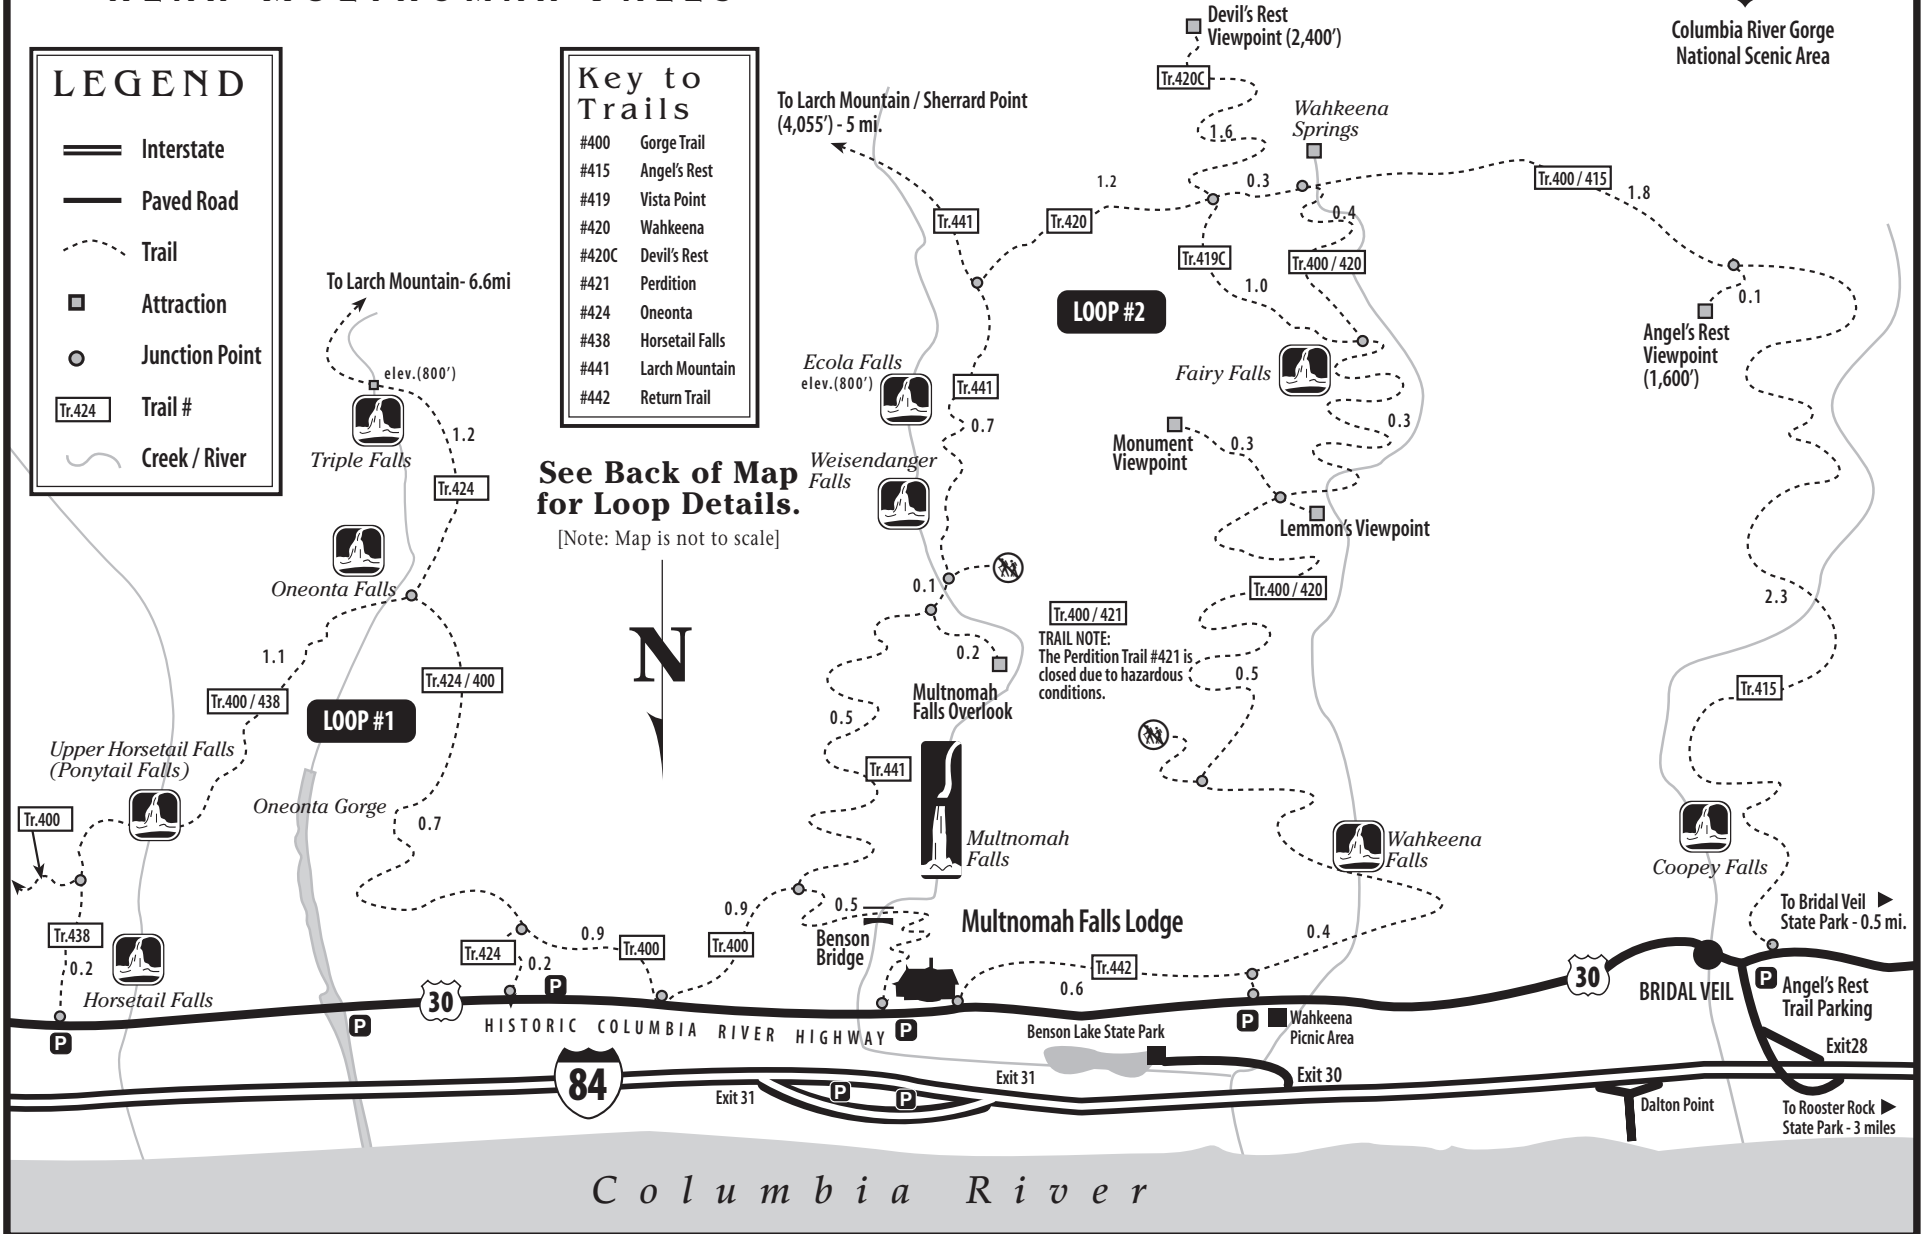 Devil's Rest
Viewpoint (2,400')
Columbia River Gorge
National Scenic Area
LEGEND
Interstate
Paved Road
Trail
Attraction
Junction Point
Tr.424
Trail #
Creek / River
Key to
Trails
#400 Gorge Trail
#415 Angel's Rest
#419 Vista Point
#420 Wahkeena
#420C Devil's Rest
#421 Perdition
#424 Oneonta
#438 Horsetail Falls
#441 Larch Mountain
#442 Return Trail
See Back of Map
for Loop Details.
[Note: Map is not to scale]
N
To Larch Mountain / Sherrard Point
(4,055') - 5 mi.
Tr.420C
1.6
Wahkeena
Springs
1.2
0.3
Tr.400 / 415
1.8
Tr.441
Tr.420
0.4
Tr.419C
Tr.400 / 420
1.0
0.1
LOOP #2
Angel's Rest
Viewpoint
(1,600')
To Larch Mountain- 6.6mi
elev.(800')
1.2
Triple Falls
Tr.424
Oneonta Falls
Ecola Falls
elev.(800')
Tr.441
0.7
Weisendanger
Falls
Fairy Falls
0.3
Monument
Viewpoint
0.3
Lemmon's Viewpoint
0.1
Tr.400 / 420
Tr.400 / 421
TRAIL NOTE:
The Perdition Trail #421 is
closed due to hazardous
conditions.
0.2
0.5
2.3
Multnomah
Falls Overlook
1.1
Tr.424 / 400
Tr.400 / 438
LOOP #1
0.5
Tr.415
Upper Horsetail Falls
(Ponytail Falls)
Tr.441
Oneonta Gorge
Tr.400
0.7
Multnomah
Falls
Wahkeena
Falls
Coopey Falls
To Bridal Veil
State Park - 0.5 mi.
0.9
0.5
Benson
Bridge
Multnomah Falls Lodge
0.4
Tr.438
0.2
Tr.424
0.2
0.9
Tr.400
Tr.400
Tr.442
0.6
Horsetail Falls
30
P
30
BRIDAL VEIL
P
Angel's Rest
Trail Parking
P
P
HISTORIC COLUMBIA RIVER HIGHWAY
P
Benson Lake State Park
P
Wahkeena
Picnic Area
Exit28
84
Exit 31
P
P
Exit 31
Exit 30
Dalton Point
To Rooster Rock
State Park - 3 miles
Columbia River